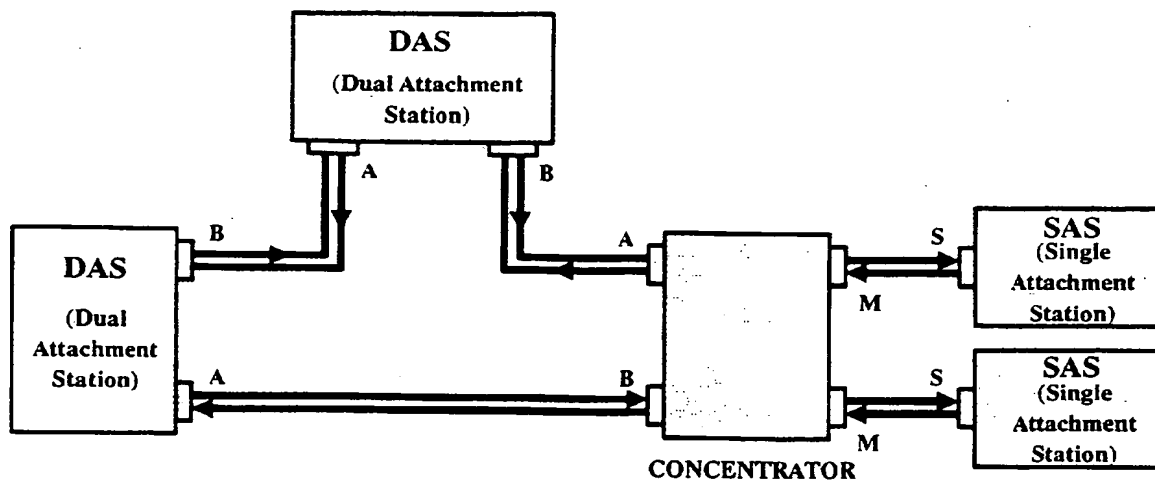 DAS
(Dual Attachment
Station)
A
B
B
DAS
(Dual
Attachment
Station)
A
A
B
CONCENTRATOR
S
M
SAS
(Single
Attachment
Station)
S
M
SAS
(Single
Attachment
Station)